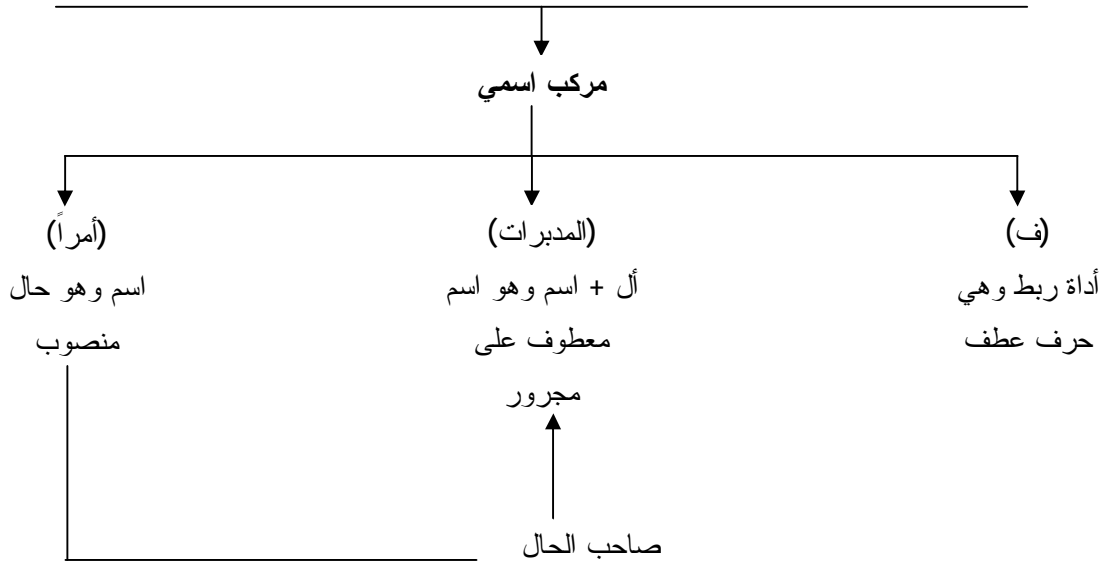 مركب اسمي
(ف)
أداة ربط وهي
حرف عطف
(المدبرات)
أل + اسم وهو اسم
معطوف على
مجرور
(أمراً)
اسم وهو حال
منصوب
صاحب الحال